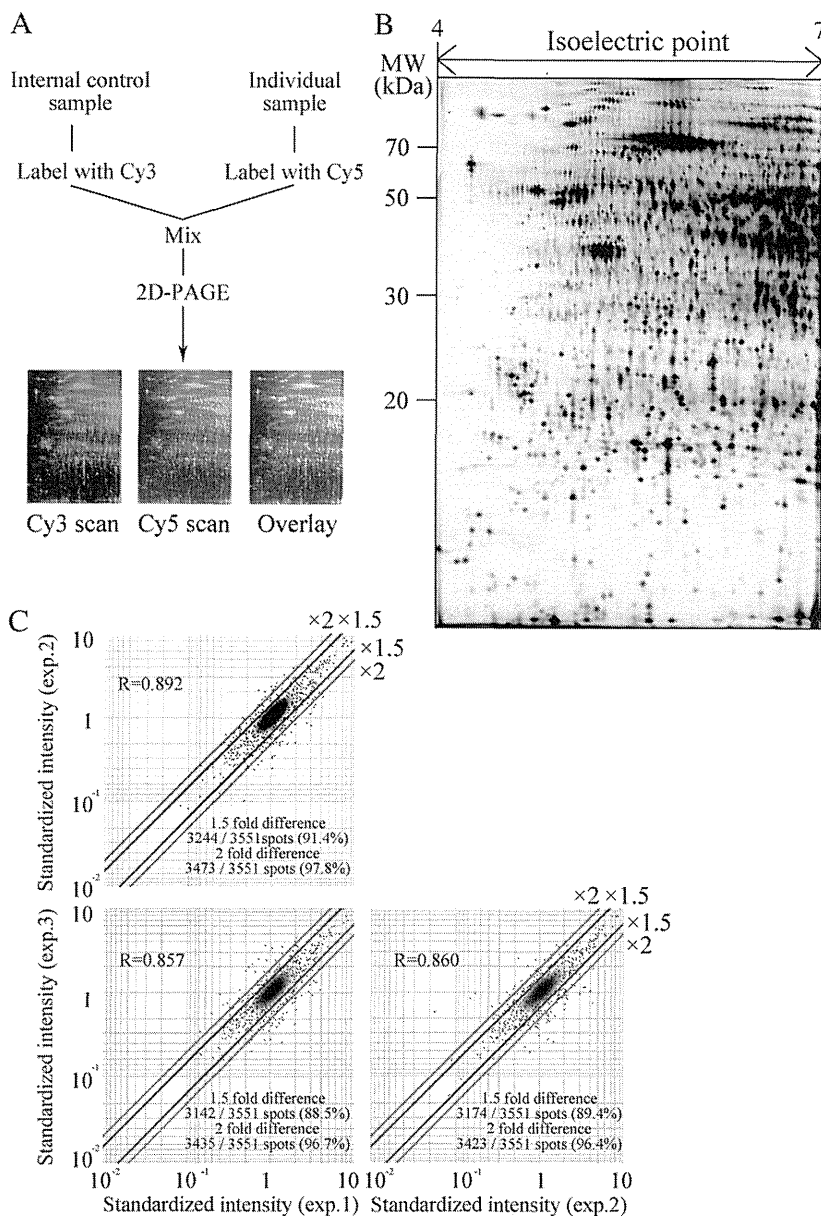 A
Internal control
sample
Individual
sample
Label with Cy3
Label with Cy5
Mix
2D-PAGE
Cy3 scan
Cy5 scan
Overlay
B
4
7
Isoelectric point
MW
(kDa)
70
50
30
20
C
×2 ×1.5
×1.5
×2
10
1
10-1
10-2
Standardized intensity (exp.2)
R=0.892
1.5 fold difference
3244 / 3551spots (91.4%)
2 fold difference
3473 / 3551 spots (97.8%)
10
1
10-1
10-2
Standardized intensity (exp.3)
R=0.857
1.5 fold difference
3142 / 3551 spots (88.5%)
2 fold difference
3435 / 3551 spots (96.7%)
10-2 10-1 1 10
Standardized intensity (exp.1)
×2 ×1.5
×1.5
×2
R=0.860
1.5 fold difference
3174 / 3551 spots (89.4%)
2 fold difference
3423 / 3551 spots (96.4%)
10-2 10-1 1 10
Standardized intensity (exp.2)